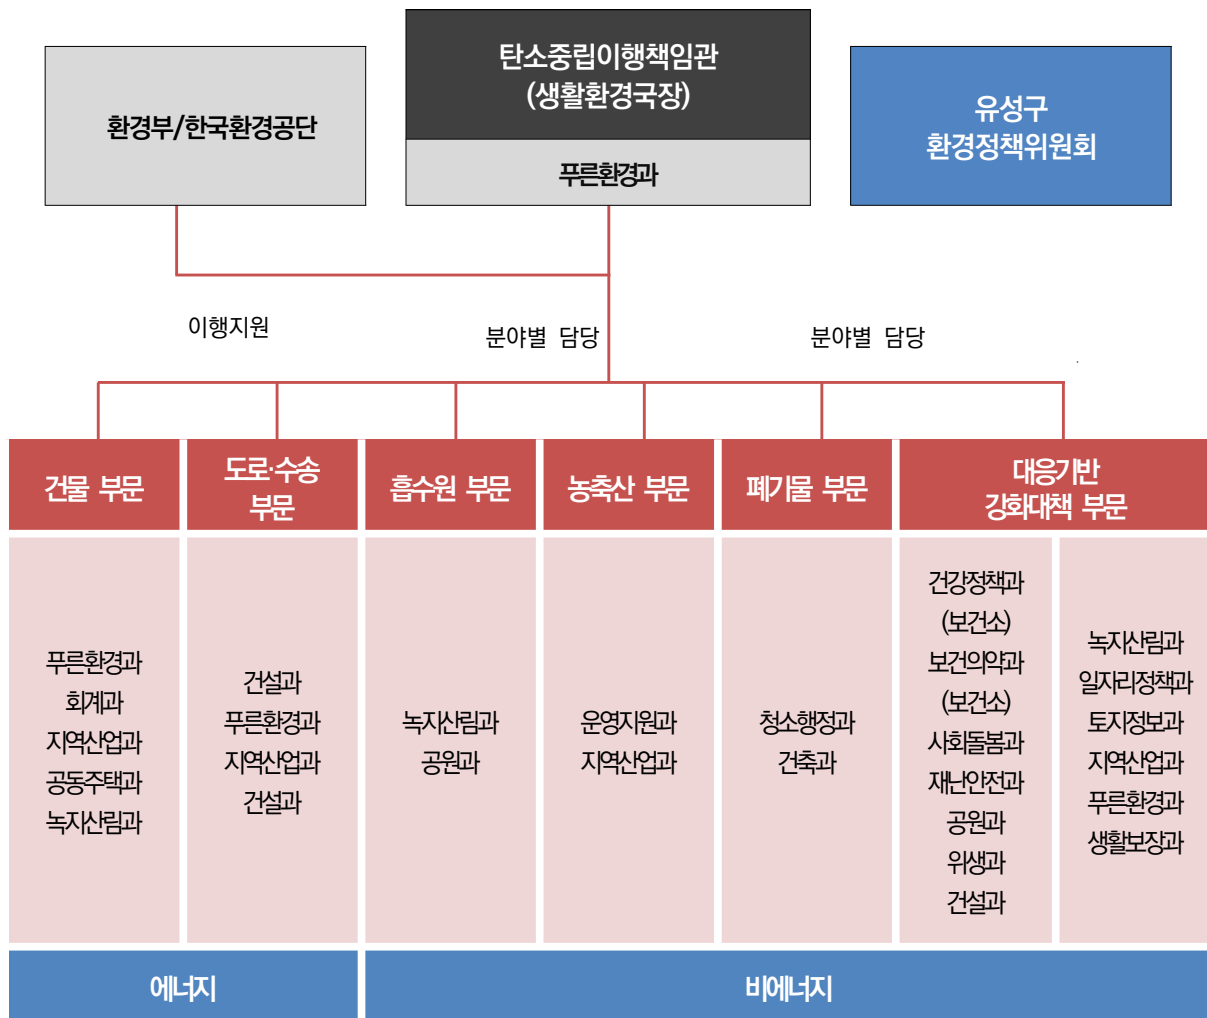 환경부/한국환경공단
탄소중립이행책임관
(생활환경국장)
푸른환경과
유성구
환경정책위원회
이행지원
분야별 담당
분야별 담당
건물 부문
도로·수송
부문
흡수원 부문
농축산 부문
폐기물 부문
대응기반
강화대책 부문
푸른환경과
회계과
지역산업과
공동주택과
녹지산림과
건설과
푸른환경과
지역산업과
건설과
녹지산림과
공원과
운영지원과
지역산업과
청소행정과
건축과
건강정책과
(보건소)
보건의약과
(보건소)
사회돌봄과
재난안전과
공원과
위생과
건설과
녹지산림과
일자리정책과
토지정보과
지역산업과
푸른환경과
생활보장과
에너지
비에너지